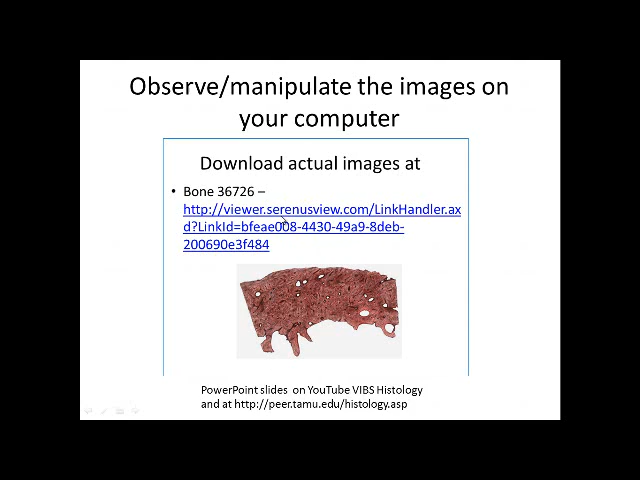 Observe/manipulate the images on
your computer
Download actual images at
• Bone 36726 –
http://viewer.serenusview.com/LinkHandler.ax
d?LinkId=bfeae008-4430-49a9-8deb-
200690e3f484
PowerPoint slides on YouTube VIBS Histology
and at http://peer.tamu.edu/histology.asp